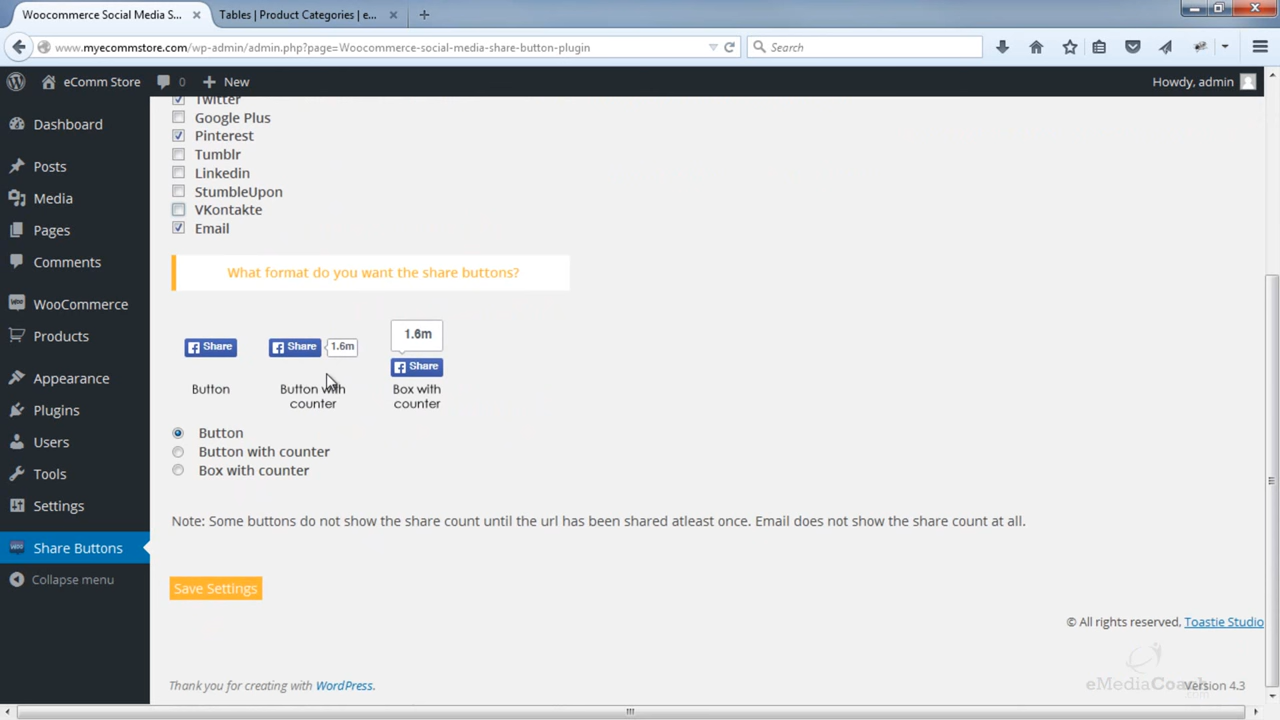 Woocommerce Social Media S...
Tables | Product Categories | e...
www.myecommstore.com/wp-admin/admin.php?page=Woocommerce-social-media-share-button-plugin
Search
eComm Store
0
New
Howdy, admin
Dashboard
Posts
Media
Pages
Comments
WooCommerce
Products
Appearance
Plugins
Users
Tools
Settings
Share Buttons
Collapse menu
Twitter
Google Plus
Pinterest
Tumblr
Linkedin
StumbleUpon
VKontakte
Email
What format do you want the share buttons?
Share
Share 1.6m
1.6m
Share
Button
Button with
counter
Box with
counter
Button
Button with counter
Box with counter
Note: Some buttons do not show the share count until the url has been shared atleast once. Email does not show the share count at all.
Save Settings
© All rights reserved, Toastie Studio
Thank you for creating with WordPress.
eMediaCoach
Version 4.3